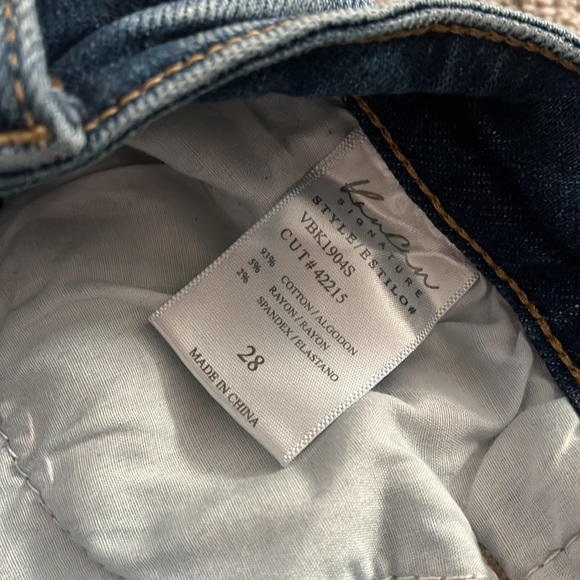 KanCan
SIGNATURE
STYLE/ESTILO#
VBK1904S
CUT#42215
93% COTTON/ALGODON
5% RAYON/RAYON
2% SPANDEX/ELASTANO
28
MADE IN CHINA